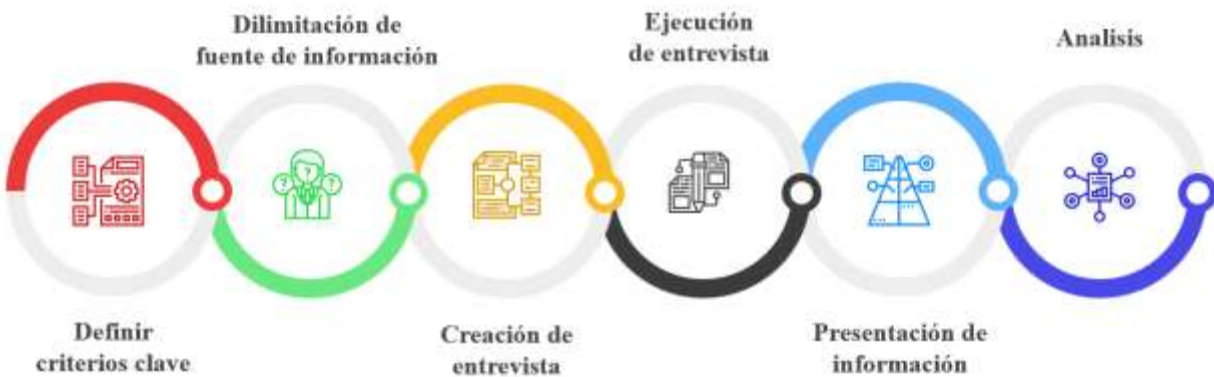 Definir
criterios clave
Dilimitación de
fuente de información
Creación de
entrevista
Ejecución
de entrevista
Presentación de
información
Analisis